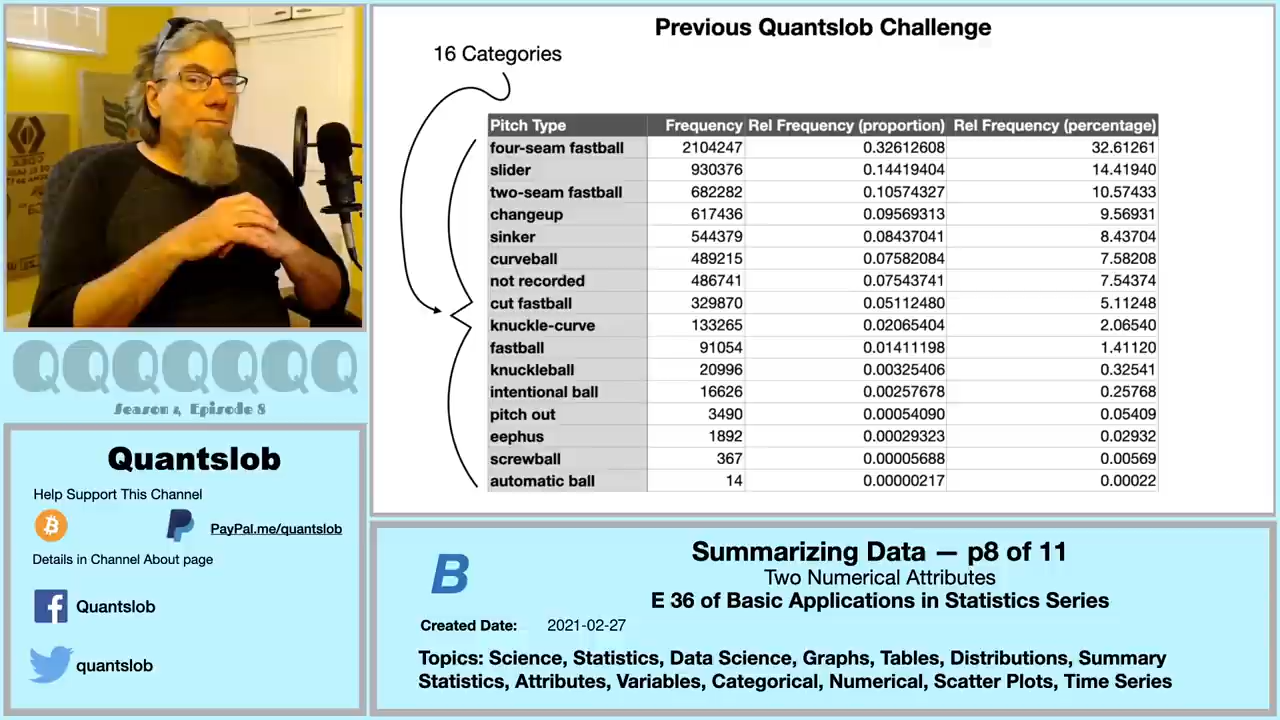 Previous Quantslob Challenge
16 Categories
Pitch Type Frequency Rel Frequency (proportion) Rel Frequency (percentage)
four-seam fastball 2104247 0.32612608 32.61261
slider 930376 0.14419404 14.41940
two-seam fastball 682282 0.10574327 10.57433
changeup 617436 0.09569313 9.56931
sinker 544379 0.08437041 8.43704
curveball 489215 0.07582084 7.58208
not recorded 486741 0.07543741 7.54374
cut fastball 329870 0.05112480 5.11248
knuckle-curve 133265 0.02065404 2.06540
fastball 91054 0.01411198 1.41120
knuckleball 20996 0.00325406 0.32541
intentional ball 16626 0.00257678 0.25768
pitch out 3490 0.00054090 0.05409
eephus 1892 0.00029323 0.02932
screwball 367 0.00005688 0.00569
automatic ball 14 0.00000217 0.00022
QQQQQQQ
Season 4, Episode 8
Quantslob
Help Support This Channel
PayPal.me/quantslob
Details in Channel About page
Quantslob
quantslob
B
Summarizing Data — p8 of 11
Two Numerical Attributes
E 36 of Basic Applications in Statistics Series
Created Date: 2021-02-27
Topics: Science, Statistics, Data Science, Graphs, Tables, Distributions, Summary
Statistics, Attributes, Variables, Categorical, Numerical, Scatter Plots, Time Series